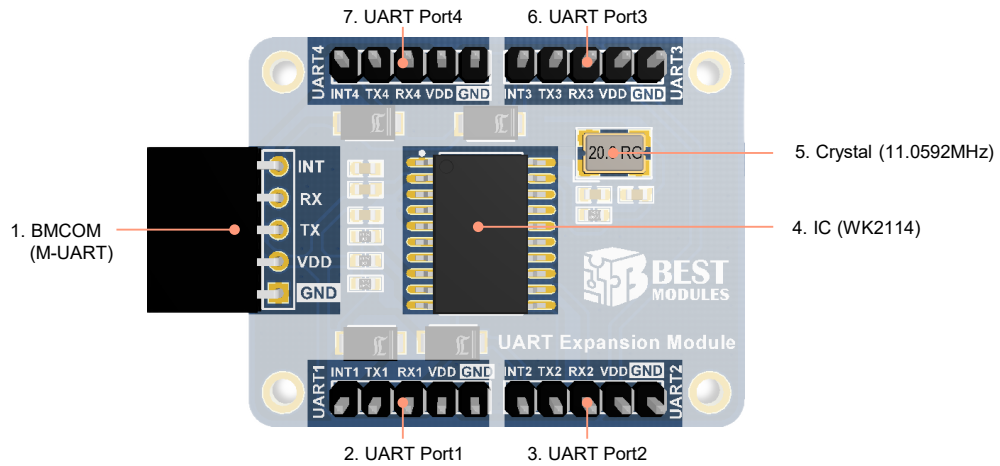 7. UART Port4
6. UART Port3
UART4
INT4 TX4 RX4 VDD GND
INT3 TX3 RX3 VDD GND
UART3
5. Crystal (11.0592MHz)
INT
RX
TX
VDD
GND
1. BMCOM
(M-UART)
4. IC (WK2114)
BEST
MODULES
UART Expansion Module
UART1
INT1 TX1 RX1 VDD GND
INT2 TX2 RX2 VDD GND
UART2
2. UART Port1
3. UART Port2